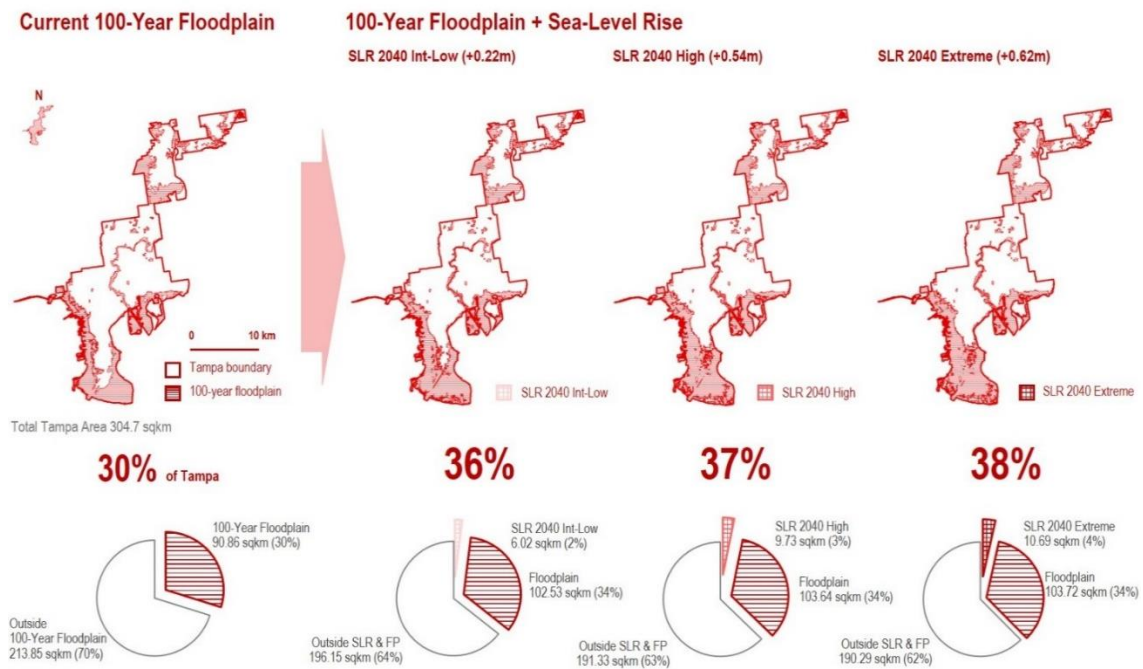 Current 100-Year Floodplain
100-Year Floodplain + Sea-Level Rise
SLR 2040 Int-Low (+0.22m)
SLR 2040 High (+0.54m)
SLR 2040 Extreme (+0.62m)
N
0 10 km
Tampa boundary
100-year floodplain
SLR 2040 Int-Low
SLR 2040 High
SLR 2040 Extreme
Total Tampa Area 304.7 sqkm
30% of Tampa
36%
37%
38%
100-Year Floodplain
90.86 sqkm (30%)
Outside
100-Year Floodplain
213.85 sqkm (70%)
SLR 2040 Int-Low
6.02 sqkm (2%)
Floodplain
102.53 sqkm (34%)
Outside SLR & FP
196.15 sqkm (64%)
SLR 2040 High
9.73 sqkm (3%)
Floodplain
103.64 sqkm (34%)
Outside SLR & FP
191.33 sqkm (63%)
SLR 2040 Extreme
10.69 sqkm (4%)
Floodplain
103.72 sqkm (34%)
Outside SLR & FP
190.29 sqkm (62%)